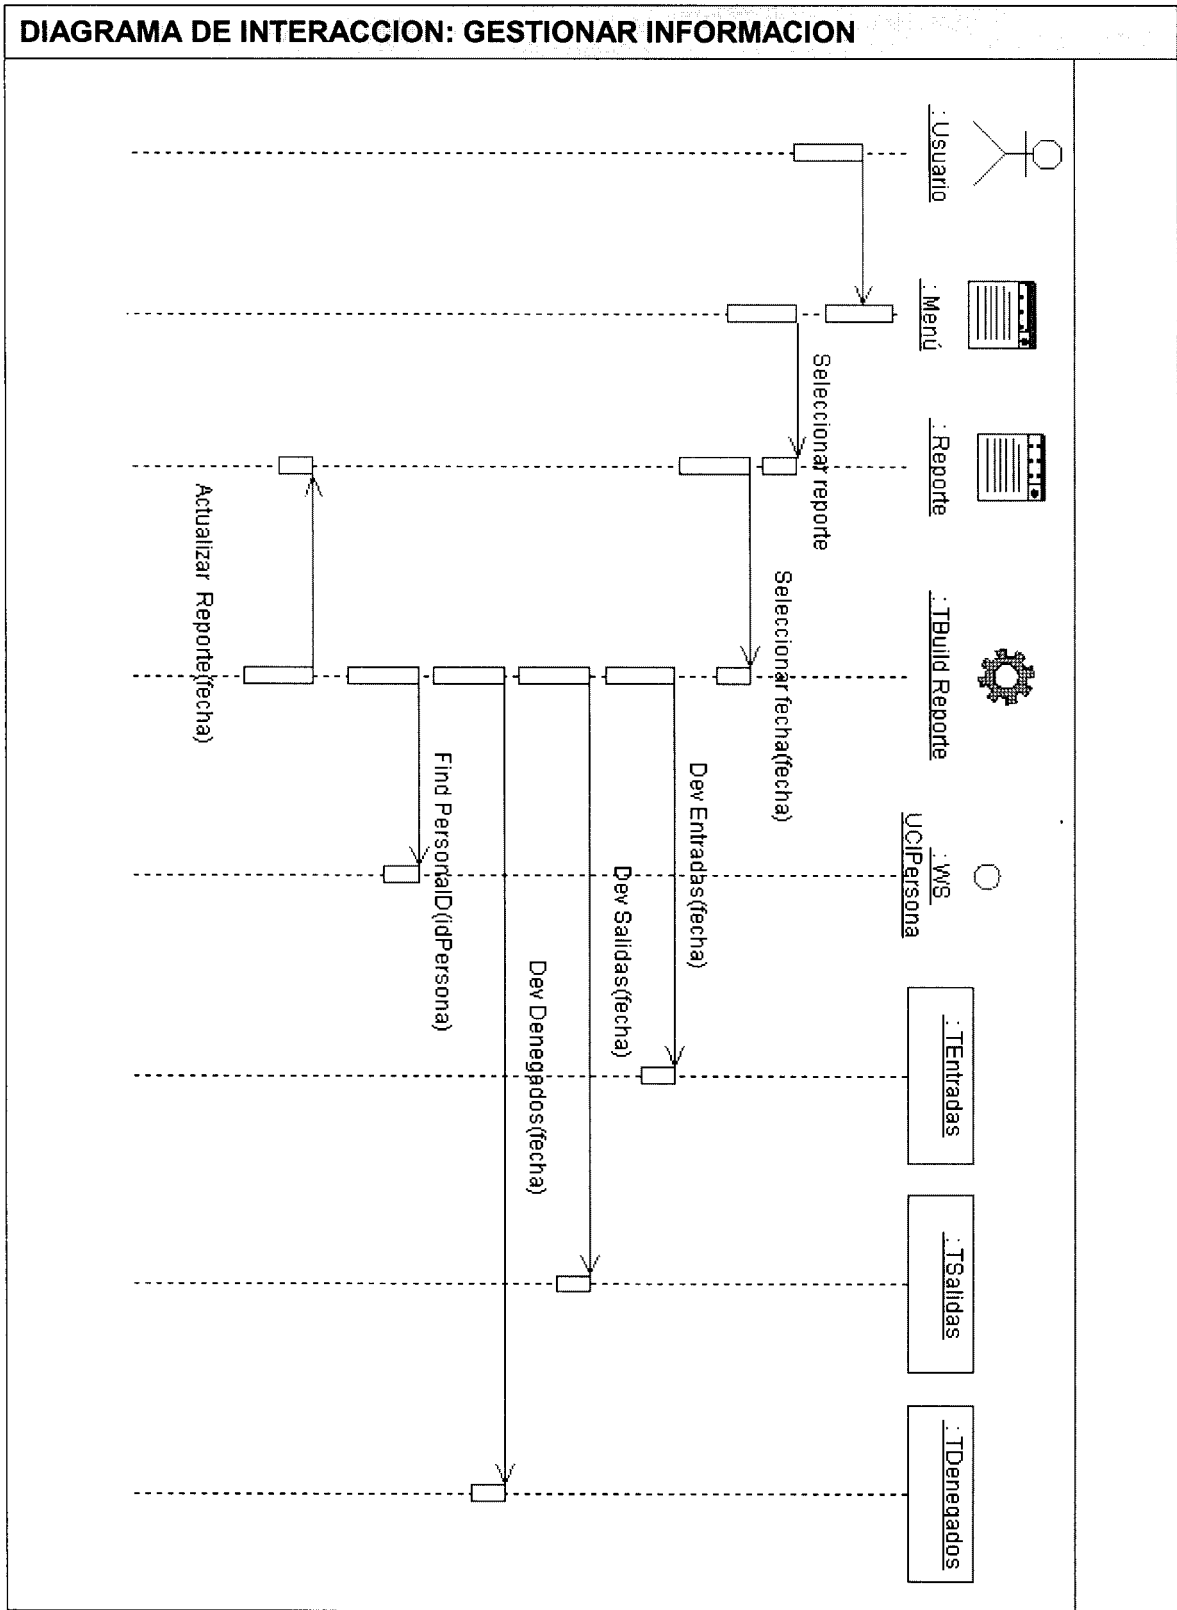 DIAGRAMA DE INTERACCION: GESTIONAR INFORMACION
: Usuario
: Menú
: Reporte
: TBuild Reporte
: WS
UCIPersona
: TEntradas
: TSalidas
: TDenegados
Seleccionar reporte
Seleccionar fecha(fecha)
Dev Entradas(fecha)
Dev Salidas(fecha)
Dev Denegados(fecha)
Find PersonaID(idPersona)
Actualizar Reporte(fecha)